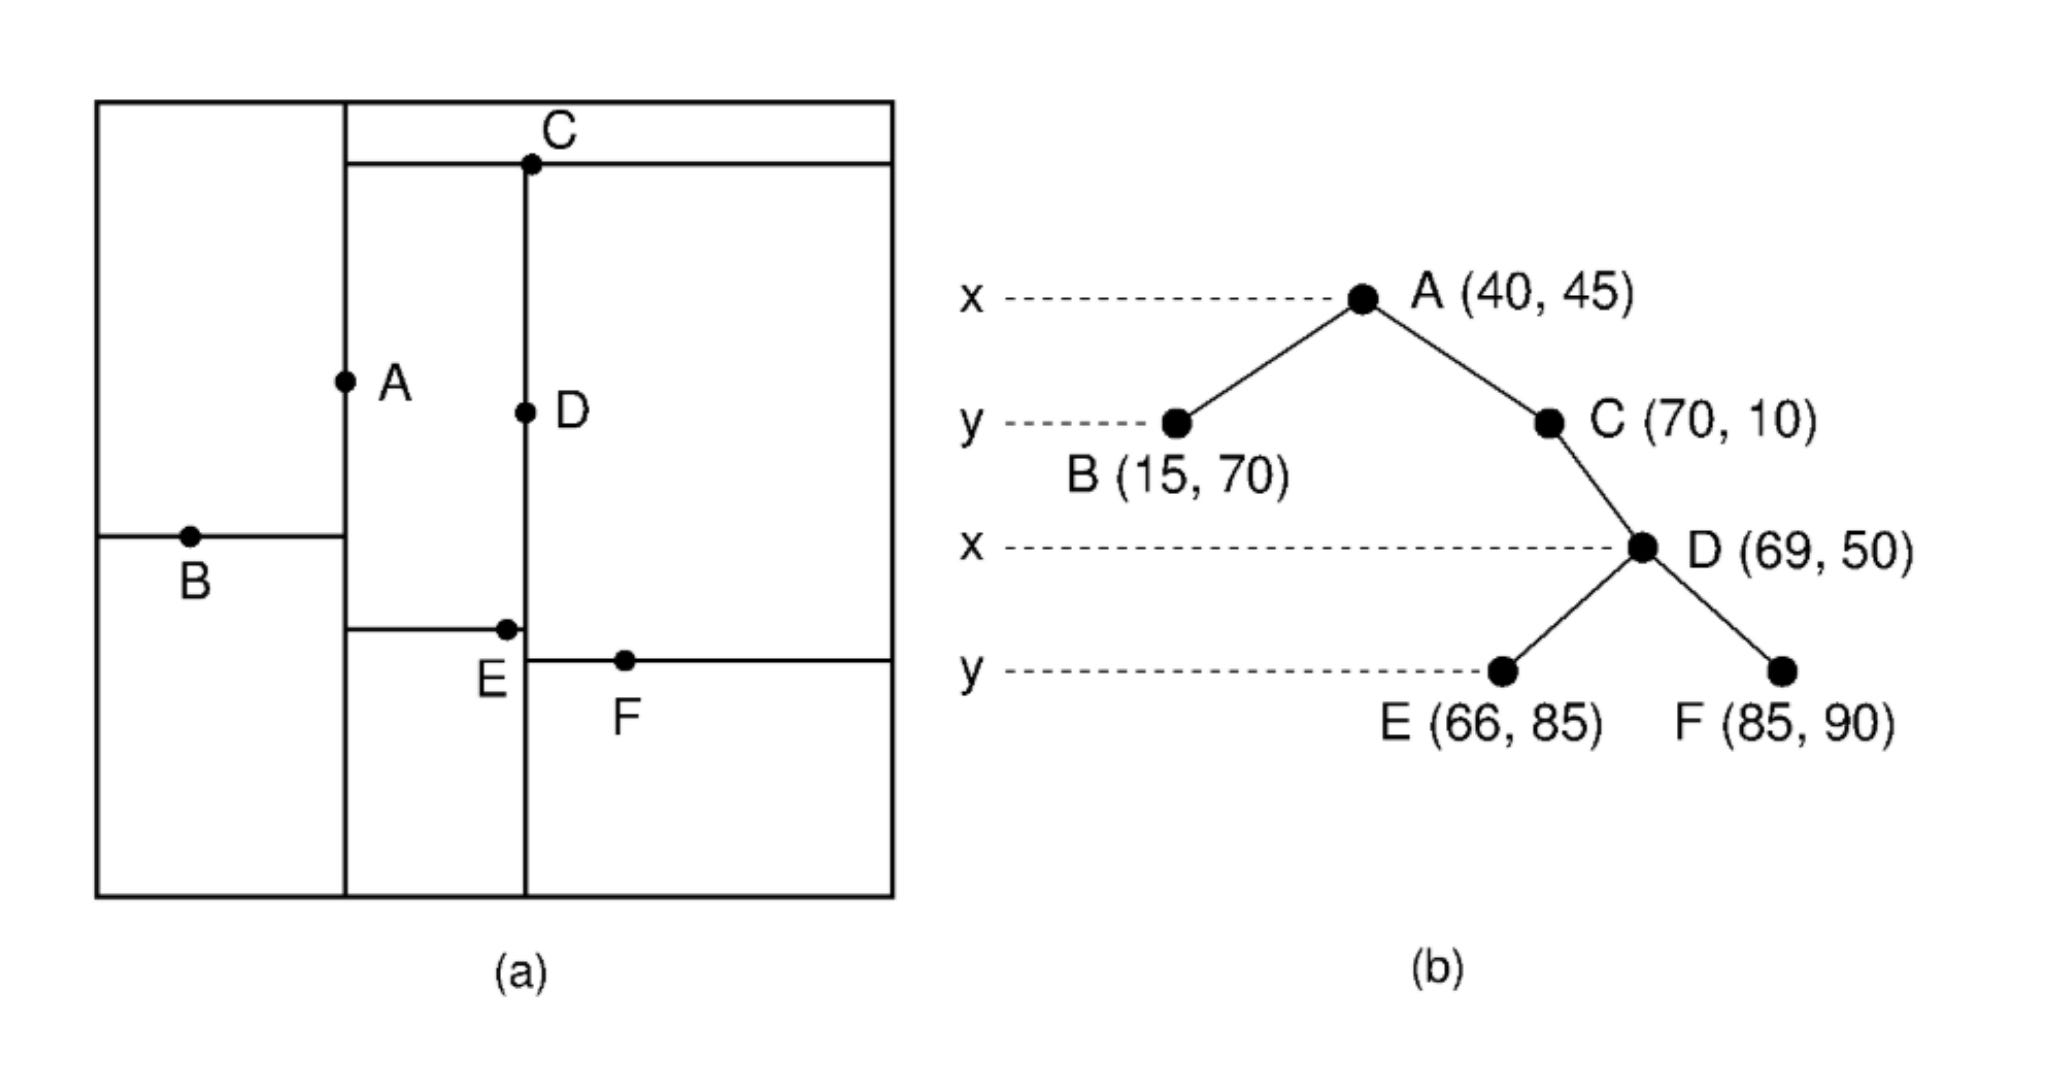 C
A
D
B
E
F
(a)
x
A (40, 45)
y
C (70, 10)
B (15, 70)
x
D (69, 50)
y
E (66, 85)
F (85, 90)
(b)